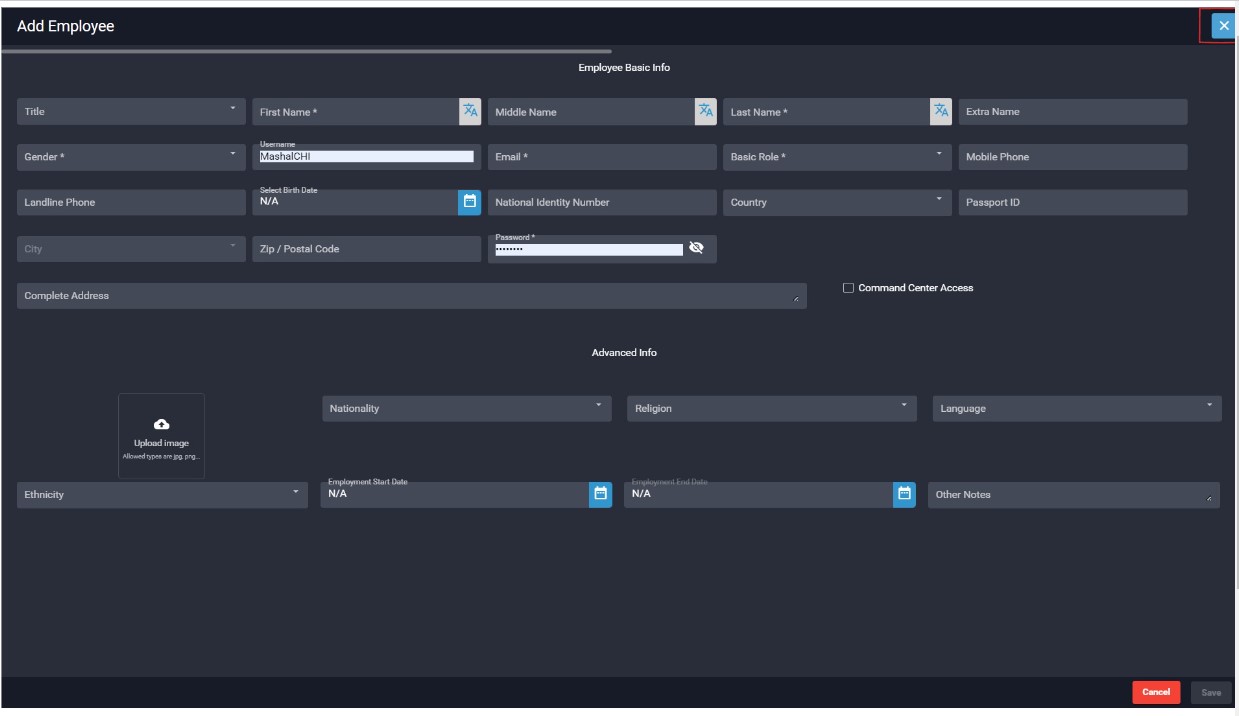 Add Employee
Employee Basic Info
Title
First Name *
Middle Name
Last Name *
Extra Name
Gender *
Username
MashalCHI
Email *
Basic Role *
Mobile Phone
Landline Phone
Select Birth Date
N/A
National Identity Number
Country
Passport ID
City
Zip / Postal Code
Password *
••••••••
Complete Address
Command Center Access
Advanced Info
Upload image
Allowed types are jpg, png...
Nationality
Religion
Language
Ethnicity
Employment Start Date
N/A
Employment End Date
N/A
Other Notes
Cancel
Save